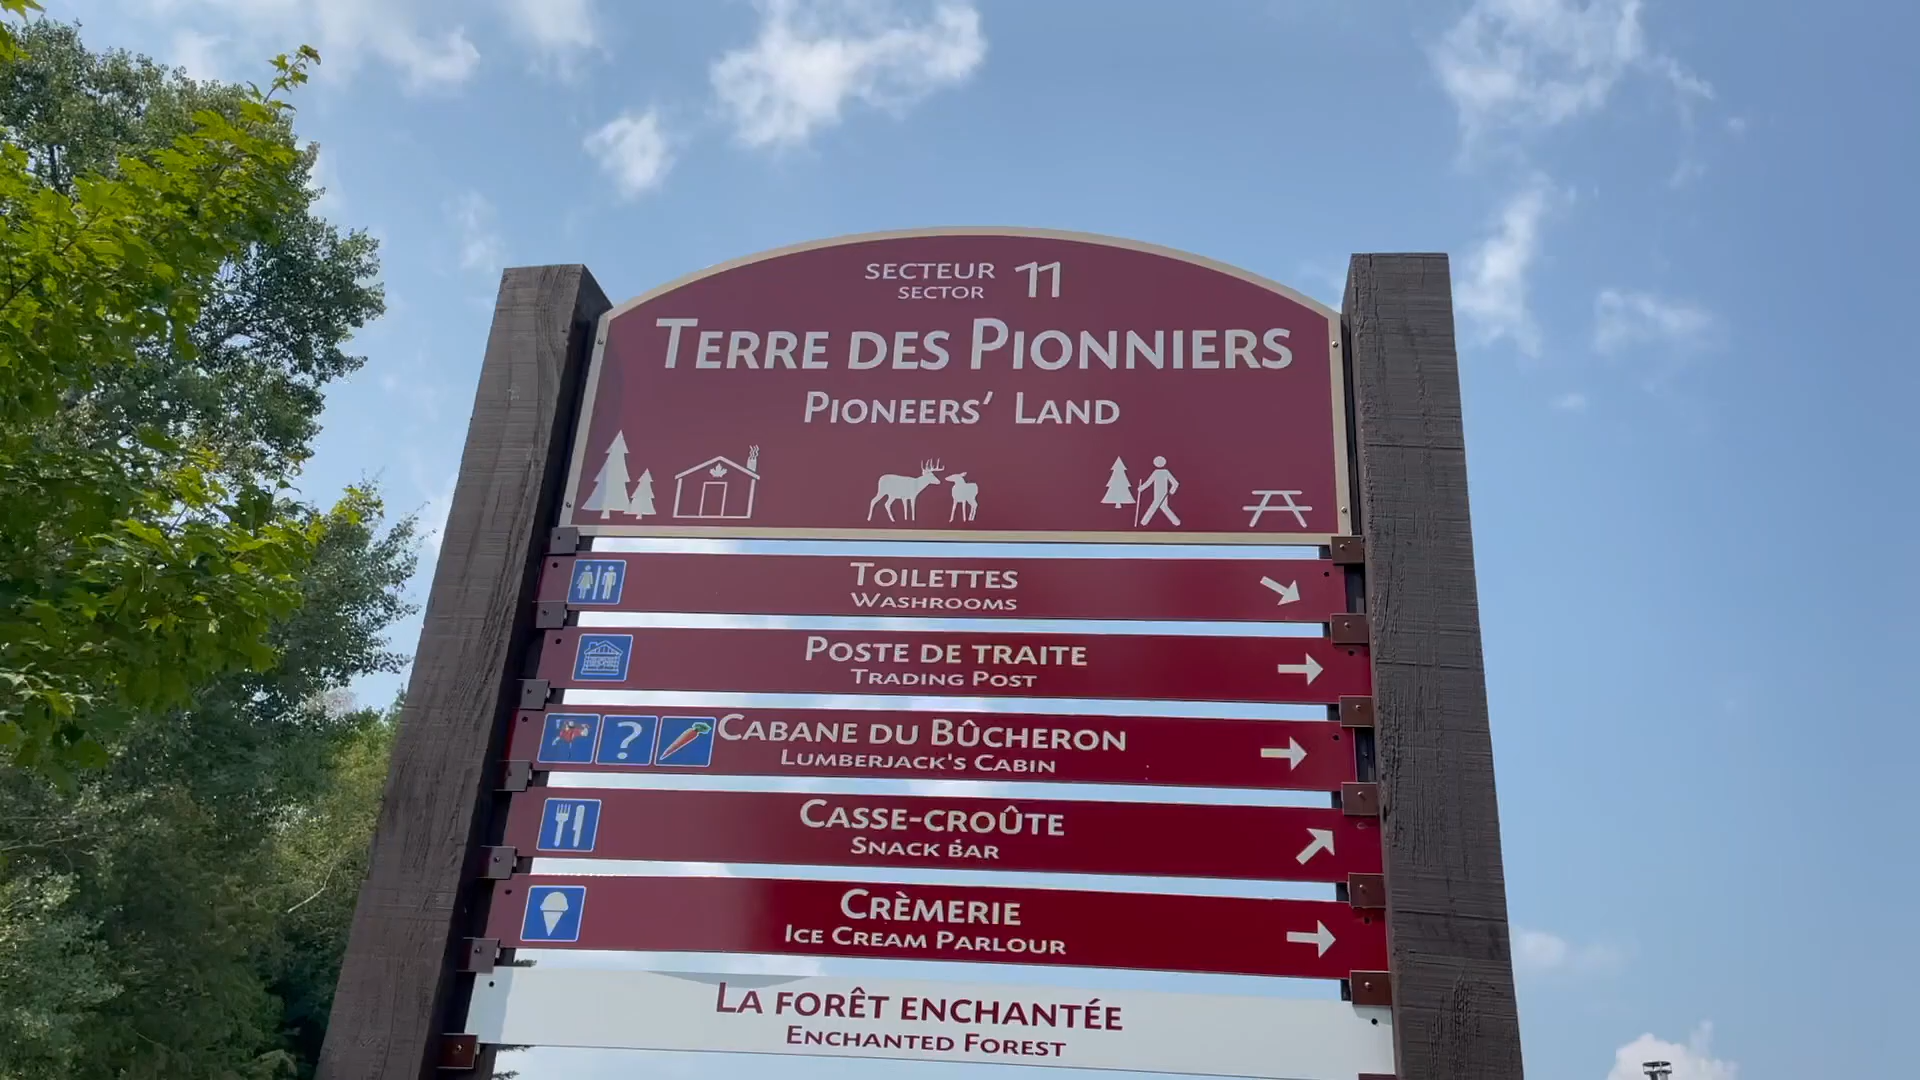 SECTEUR 11
SECTOR
TERRE DES PIONNIERS
PIONEERS' LAND
TOILETTES
WASHROOMS
POSTE DE TRAITE
TRADING POST
?
CABANE DU BÛCHERON
LUMBERJACK'S CABIN
CASSE-CROÛTE
SNACK BAR
CRÈMERIE
ICE CREAM PARLOUR
LA FORÊT ENCHANTÉE
ENCHANTED FOREST